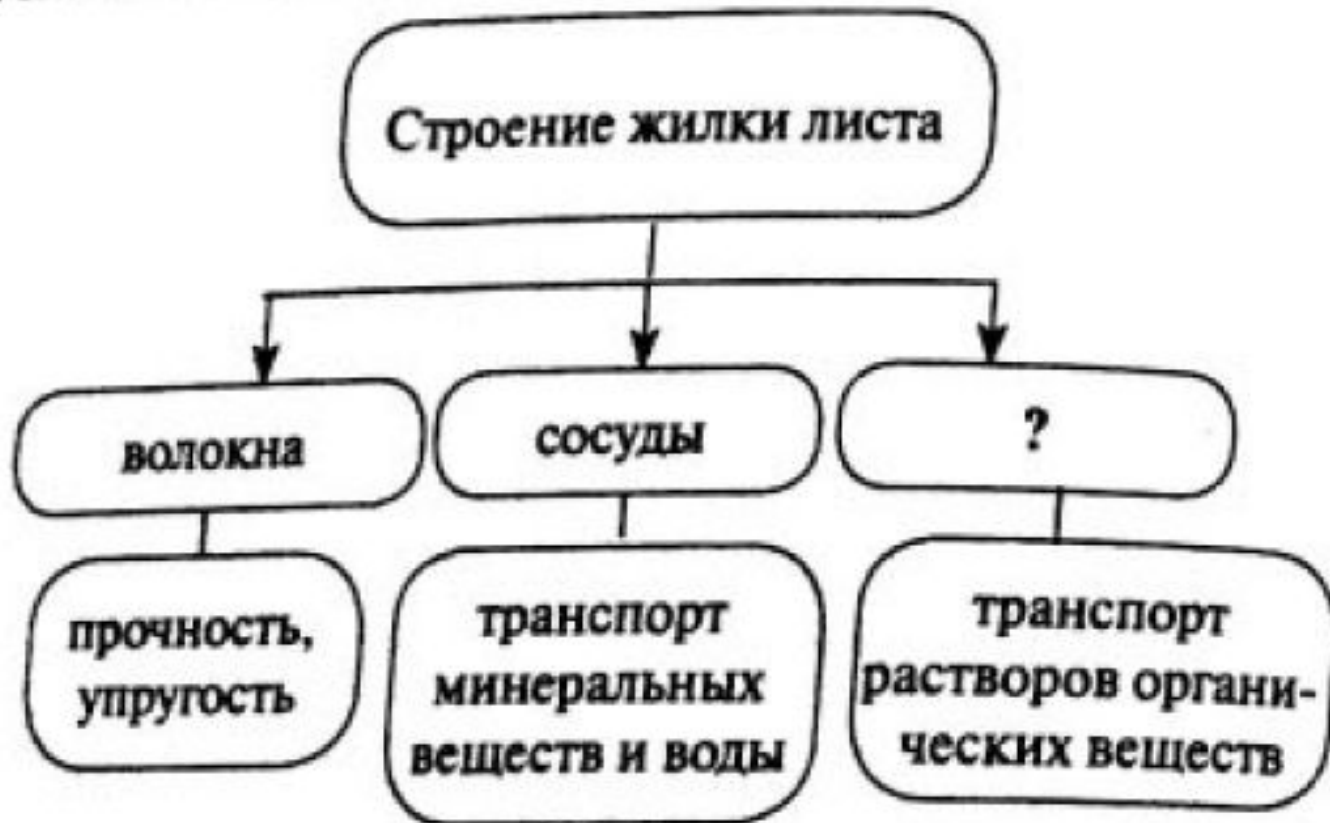 Строение жилки листа
волокна
сосуды
?
прочность,
упругость
транспорт
минеральных
веществ и воды
транспорт
растворов органи-
ческих веществ